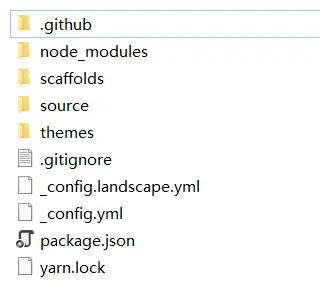 .github
node_modules
scaffolds
source
themes
.gitignore
_config.landscape.yml
_config.yml
package.json
yarn.lock